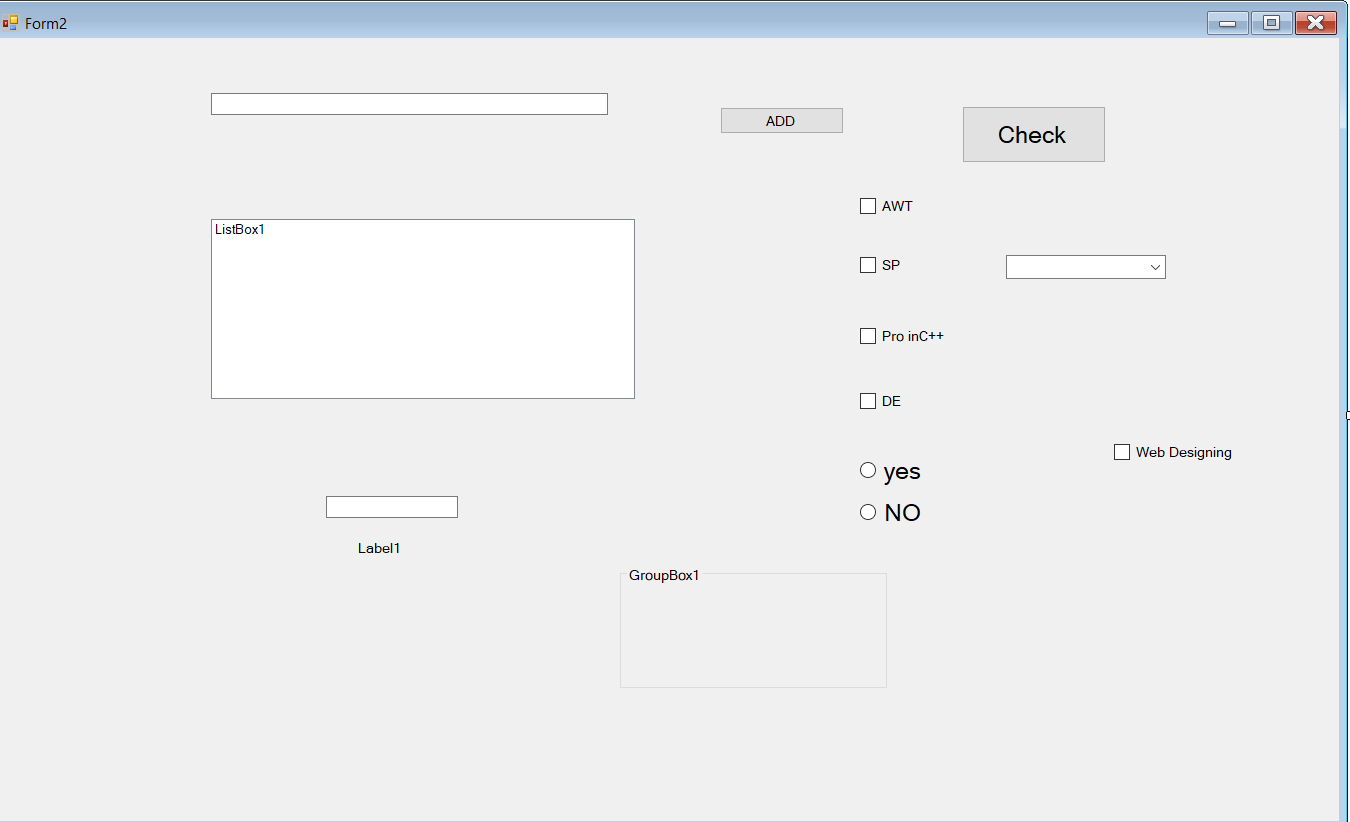 Form2
ADD
Check
AWT
ListBox1
SP
Pro inC++
DE
Web Designing
yes
NO
Label1
GroupBox1